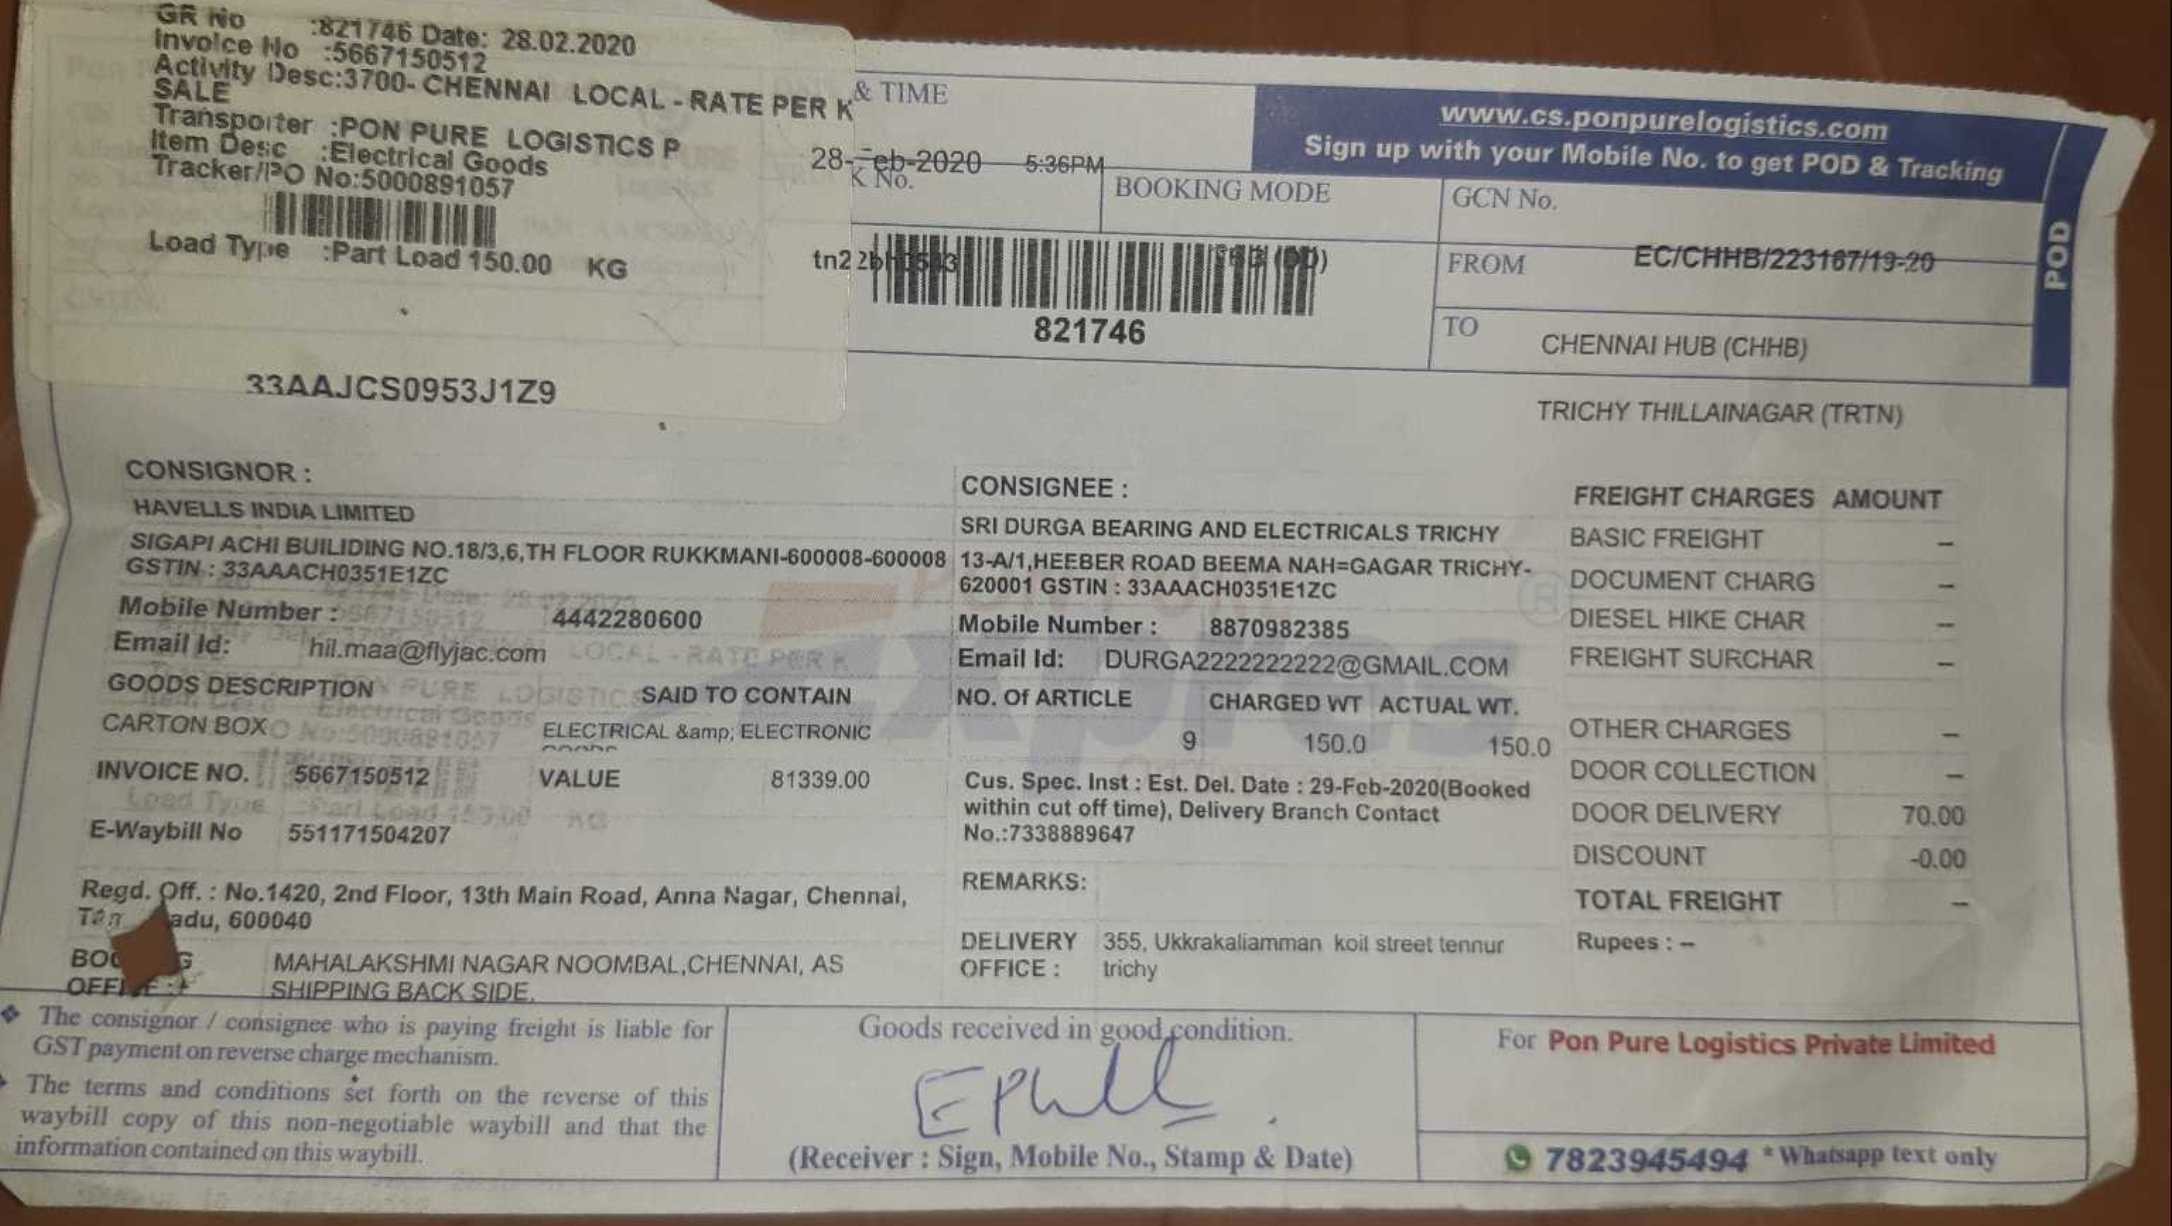 GR No :821746 Date: 28.02.2020
Invoice No :5667150512
Activity Desc:3700- CHENNAI LOCAL - RATE PER K
SALE
Transporter :PON PURE LOGISTICS P
Item Desc :Electrical Goods
Tracker/PO No:5000891057
Load Type :Part Load 150.00 KG
33AAJCS0953J1Z9
& TIME
28-Feb-2020 5:36PM
K No.
BOOKING MODE
821746
www.cs.ponpurelogistics.com
Sign up with your Mobile No. to get POD & Tracking
POD
GCN No.
EC/CHHB/223167/19-20
FROM
TO
CHENNAI HUB (CHHB)
TRICHY THILLAINAGAR (TRTN)
CONSIGNOR :
HAVELLS INDIA LIMITED
SIGAPI ACHI BUILIDING NO.18/3,6,TH FLOOR RUKKMANI-600008-600008
GSTIN : 33AAACH0351E1ZC
Mobile Number : 4442280600
Email Id: hil.maa@flyjac.com
GOODS DESCRIPTION SAID TO CONTAIN
CARTON BOX ELECTRICAL &amp; ELECTRONIC
INVOICE NO. 5667150512 VALUE 81339.00
E-Waybill No 551171504207
Regd. Off. : No.1420, 2nd Floor, 13th Main Road, Anna Nagar, Chennai,
adu, 600040
MAHALAKSHMI NAGAR NOOMBAL,CHENNAI, AS
SHIPPING BACK SIDE.
CONSIGNEE :
SRI DURGA BEARING AND ELECTRICALS TRICHY
13-A/1,HEEBER ROAD BEEMA NAH=GAGAR TRICHY-
620001 GSTIN : 33AAACH0351E1ZC
Mobile Number : 8870982385
Email Id: DURGA2222222222@GMAIL.COM
NO. Of ARTICLE CHARGED WT ACTUAL WT.
9 150.0 150.0
Cus. Spec. Inst : Est. Del. Date : 29-Feb-2020(Booked
within cut off time), Delivery Branch Contact
No.:7338889647
REMARKS:
DELIVERY 355, Ukkrakaliamman koil street tennur
OFFICE : trichy
FREIGHT CHARGES AMOUNT
BASIC FREIGHT –
DOCUMENT CHARG –
DIESEL HIKE CHAR –
FREIGHT SURCHAR –
OTHER CHARGES –
DOOR COLLECTION –
DOOR DELIVERY 70.00
DISCOUNT -0.00
TOTAL FREIGHT –
Rupees : –
The consignor / consignee who is paying freight is liable for
GST payment on reverse charge mechanism.
The terms and conditions set forth on the reverse of this
waybill copy of this non-negotiable waybill and that the
information contained on this waybill.
Goods received in good condition.
(Receiver : Sign, Mobile No., Stamp & Date)
For Pon Pure Logistics Private Limited
7823945494 * Whatsapp text only